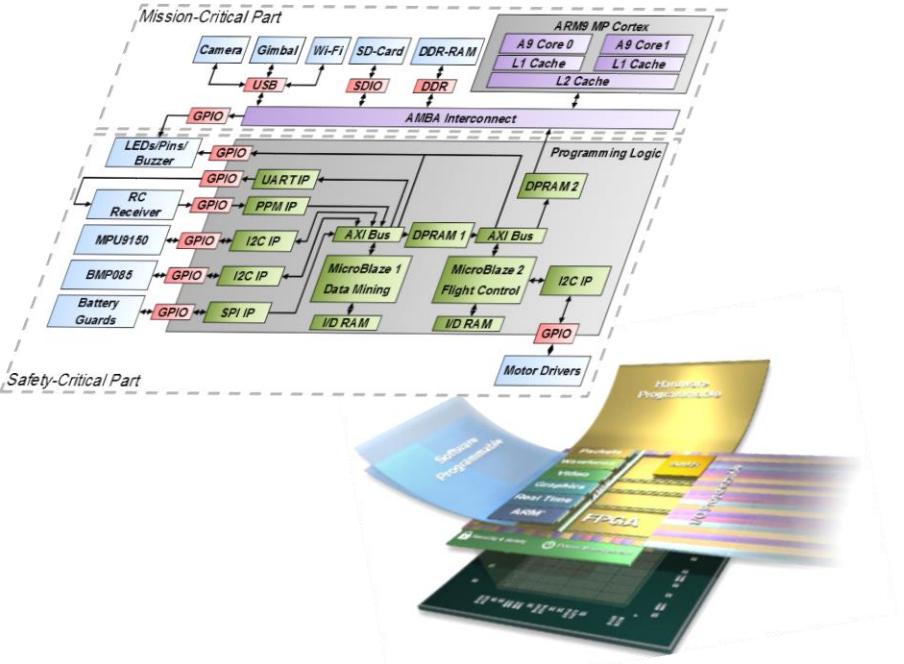 Mission-Critical Part
ARM9 MP Cortex
A9 Core 0
A9 Core1
L1 Cache
L1 Cache
L2 Cache
Camera
Gimbal
Wi-Fi
SD-Card
DDR-RAM
USB
SDIO
DDR
GPIO
AMBA Interconnect
LEDs/Pins/
Buzzer
GPIO
Programming Logic
GPIO
UART IP
DPRAM 2
RC
Receiver
GPIO
PPM IP
AXI Bus
DPRAM 1
AXI Bus
MPU9150
GPIO
I2C IP
MicroBlaze 1
Data Mining
MicroBlaze 2
Flight Control
BMP085
GPIO
I2C IP
I2C IP
Battery
Guards
GPIO
SPI IP
I/D RAM
I/D RAM
GPIO
Motor Drivers
Safety-Critical Part
Hardware
Programmable
Software
Programmable
Packets
Waveform
Video
Graphics
Real Time
ARM
FPGA